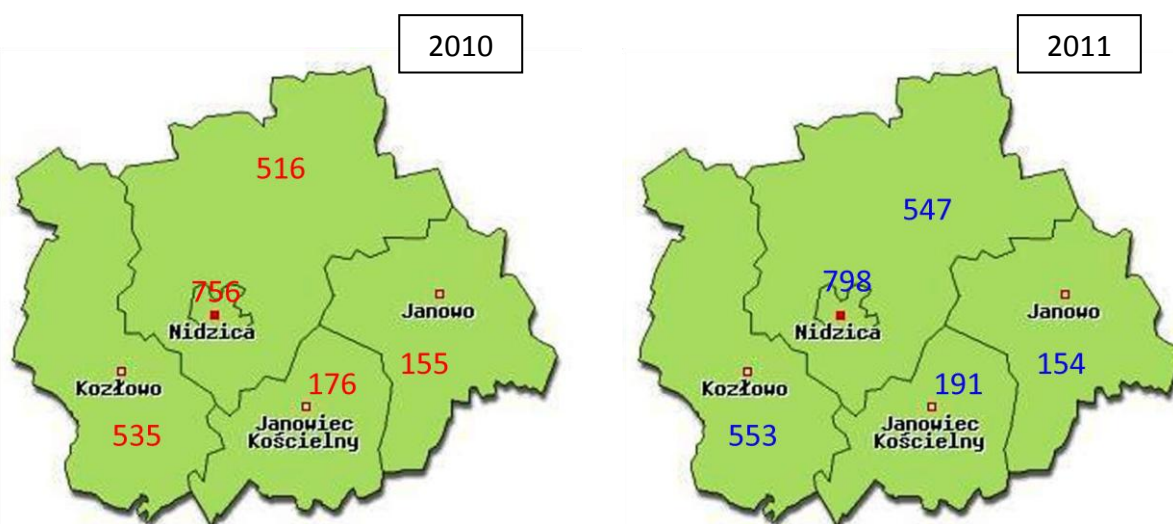 2010
516
756
Nidzica
Janowo
155
Kozłowo
176
Janowiec
Kościelny
535
2011
547
798
Nidzica
Janowo
154
Kozłowo
191
Janowiec
Kościelny
553